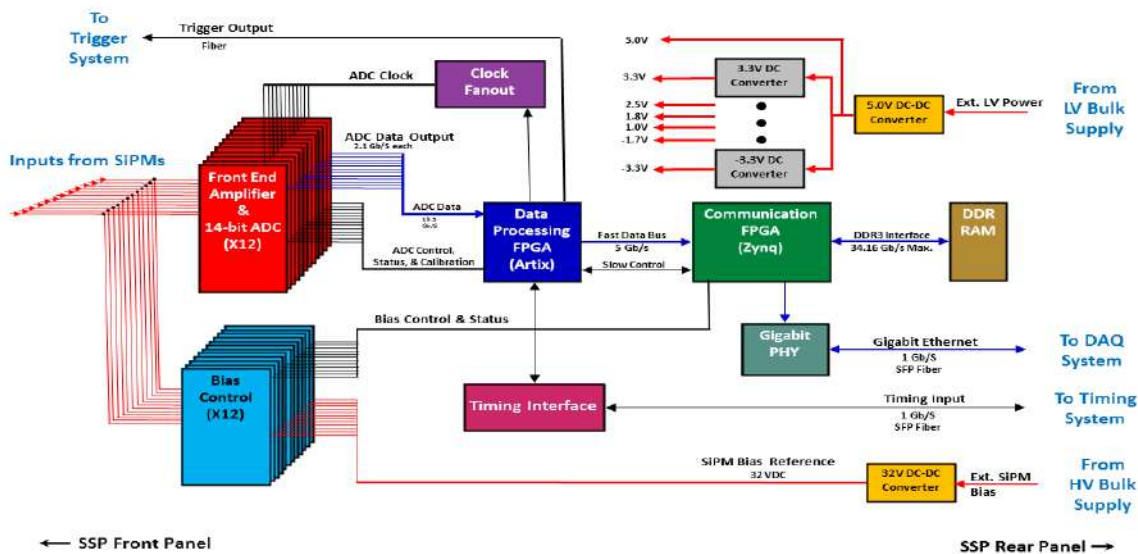 To
Trigger
System
Trigger Output
Fiber
ADC Clock
Clock
Fanout
5.0V
3.3V
3.3V DC
Converter
2.5V
1.8V
1.0V
-1.7V
-3.3V
-3.3V DC
Converter
5.0V DC-DC
Converter
Ext. LV Power
From
LV Bulk
Supply
Inputs from SiPMs
ADC Data Output
2.1 Gb/S each
Front End
Amplifier
&
14-bit ADC
(X12)
ADC Data
Gb/S
ADC Control,
Status, & Calibration
Data
Processing
FPGA
(Artix)
Fast Data Bus
5 Gb/s
Slow Control
Communication
FPGA
(Zynq)
DDR3 Interface
34.16 Gb/s Max.
DDR
RAM
Bias Control & Status
Gigabit
PHY
Gigabit Ethernet
1 Gb/S
SFP Fiber
To DAQ
System
Bias
Control
(X12)
Timing Interface
Timing Input
1 Gb/S
SFP Fiber
To Timing
System
SiPM Bias Reference
32 VDC
32V DC-DC
Converter
Ext. SiPM
Bias
From
HV Bulk
Supply
SSP Front Panel
SSP Rear Panel